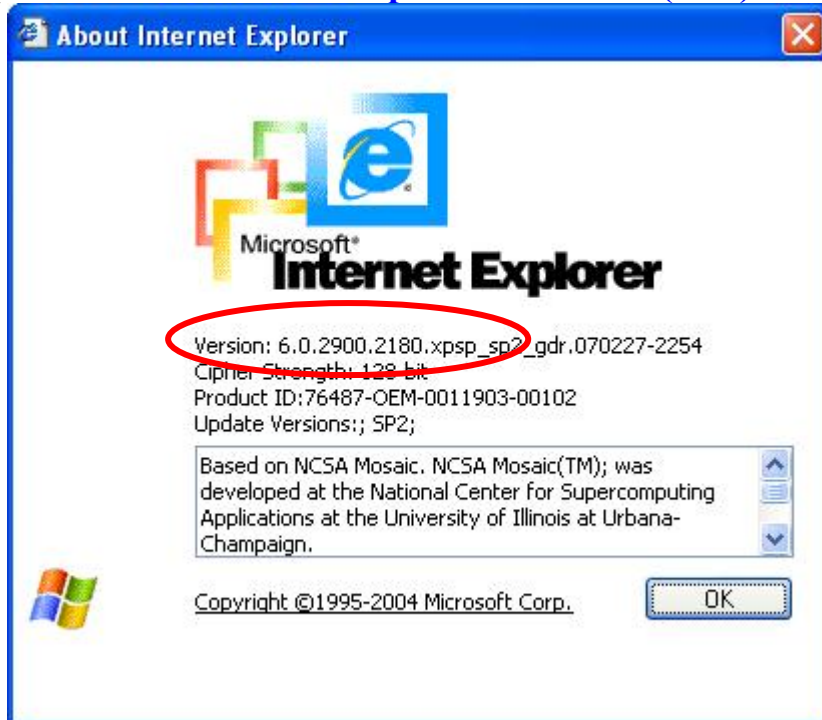 About Internet Explorer
Microsoft®
Internet Explorer
Version: 6.0.2900.2180.xpsp_sp2_gdr.070227-2254
Cipher Strength: 128-bit
Product ID:76487-OEM-0011903-00102
Update Versions:; SP2;
Based on NCSA Mosaic. NCSA Mosaic(TM); was
developed at the National Center for Supercomputing
Applications at the University of Illinois at Urbana-
Champaign.
Copyright ©1995-2004 Microsoft Corp.
OK